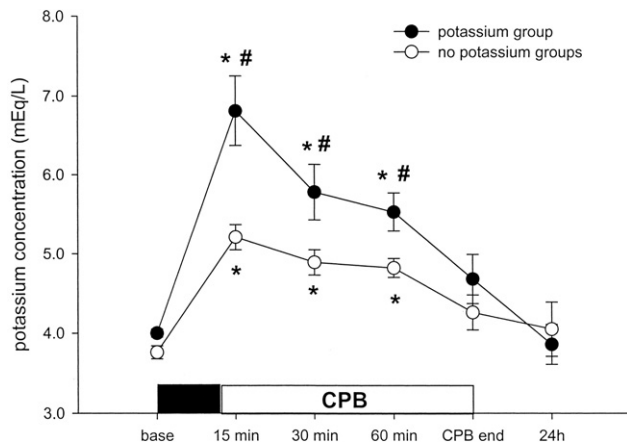 potassium concentration (mEq/L)
8.0
7.0
6.0
5.0
4.0
3.0
potassium group
no potassium groups
* #
* #
* #
*
*
*
CPB
base
15 min
30 min
60 min
CPB end
24h